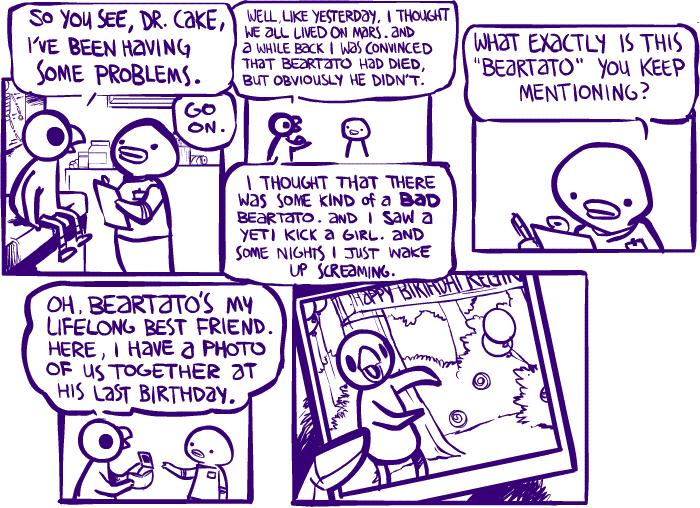 SO YOU SEE, DR. CAKE,
I'VE BEEN HAVING
SOME PROBLEMS.
GO
ON.
WELL, LIKE YESTERDAY, I THOUGHT
WE ALL LIVED ON MARS. AND
A WHILE BACK I WAS CONVINCED
THAT BEARTATO HAD DIED,
BUT OBVIOUSLY HE DIDN'T.
I THOUGHT THAT THERE
WAS SOME KIND OF A BAD
BEARTATO. AND I SAW A
YETI KICK A GIRL. AND
SOME NIGHTS I JUST WAKE
UP SCREAMING.
WHAT EXACTLY IS THIS
"BEARTATO" YOU KEEP
MENTIONING?
OH, BEARTATO'S MY
LIFELONG BEST FRIEND.
HERE, I HAVE A PHOTO
OF US TOGETHER AT
HIS LAST BIRTHDAY.
HAPPY BIRTHDAY